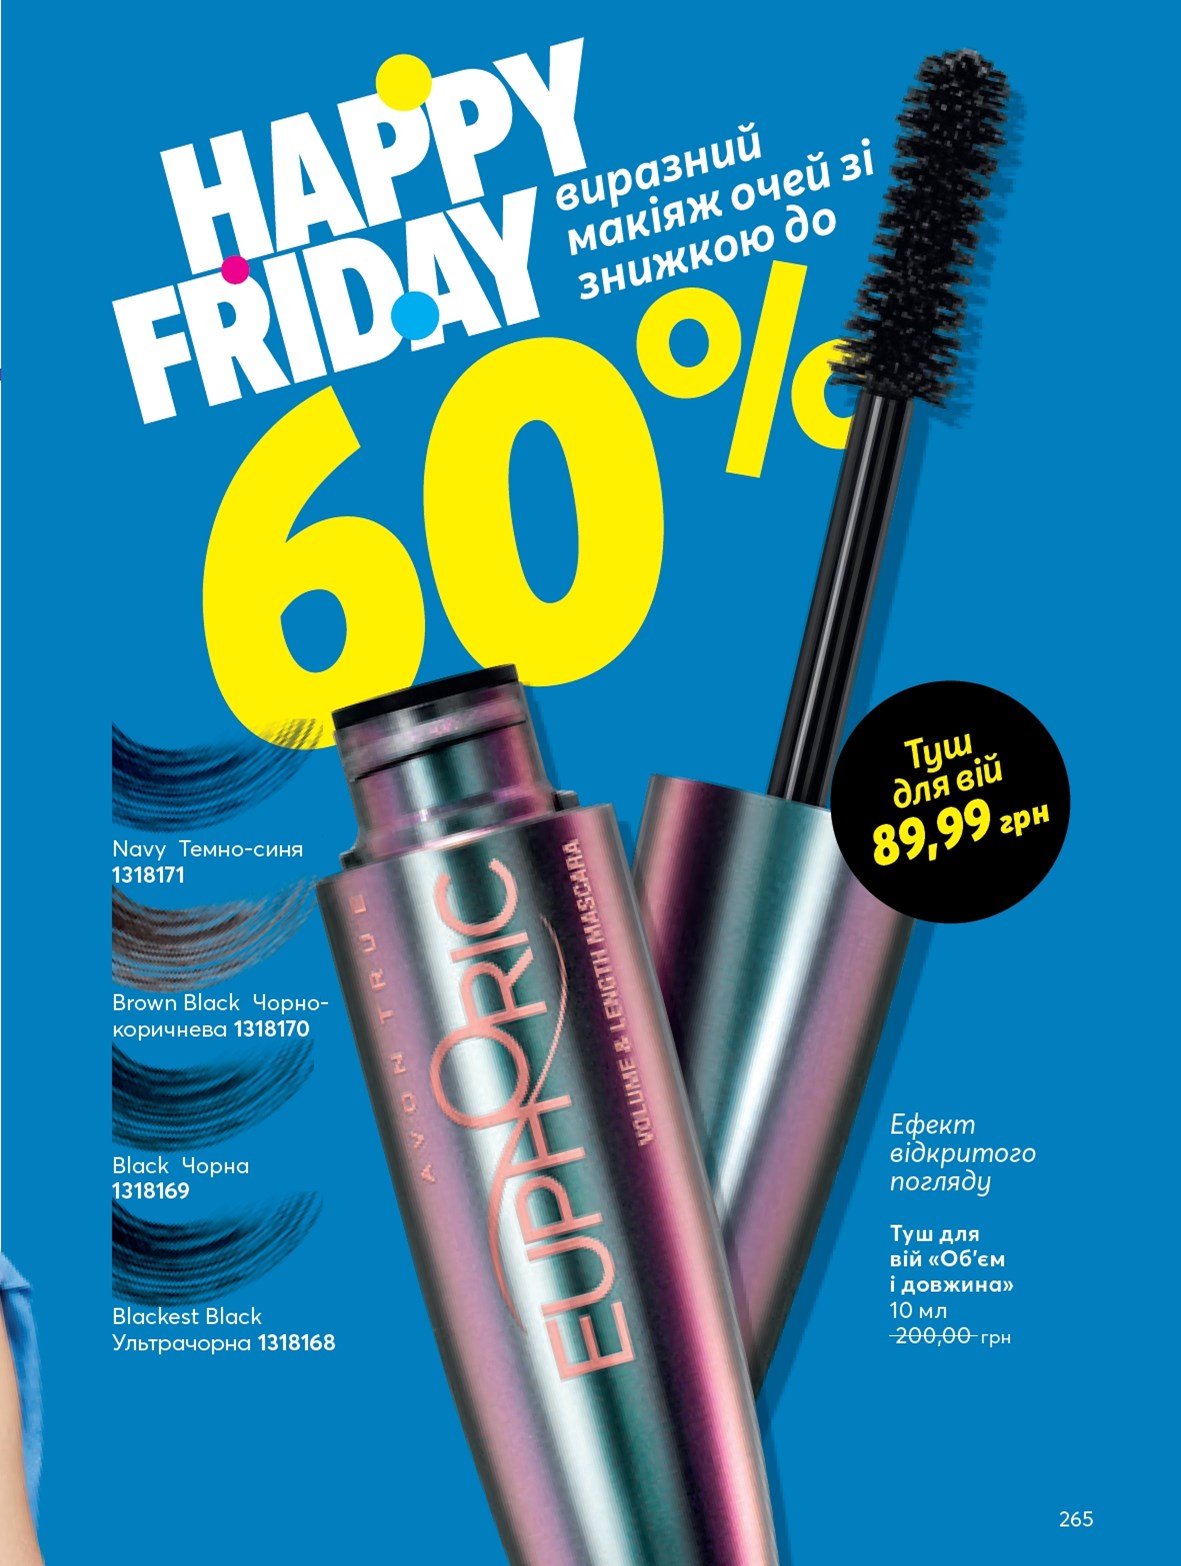 HAPPY
FRIDAY
виразний
макіяж очей зі
знижкою до
60%
Туш
для вій
89,99 грн
Navy Темно-синя
1318171
Brown Black Чорно-
коричнева 1318170
Black Чорна
1318169
Blackest Black
Ультрачорна 1318168
AVON TRUE
EUPHORIC
VOLUME & LENGTH MASCARA
Ефект
відкритого
погляду
Туш для
вій «Об'єм
і довжина»
10 мл
200,00 грн
265